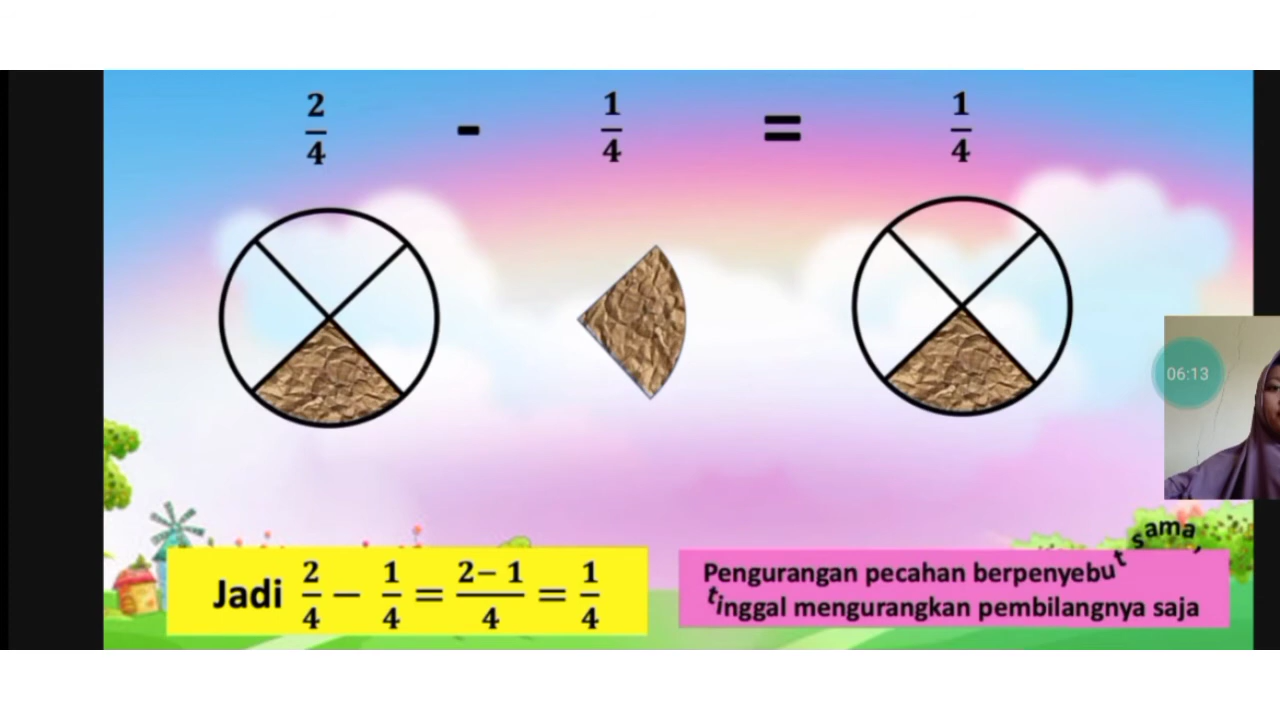 2/4 - 1/4 = 1/4
06:13
Jadi 2/4 − 1/4 = 2− 1/4 = 1/4
Pengurangan pecahan berpenyebut sama,
tinggal mengurangkan pembilangnya saja